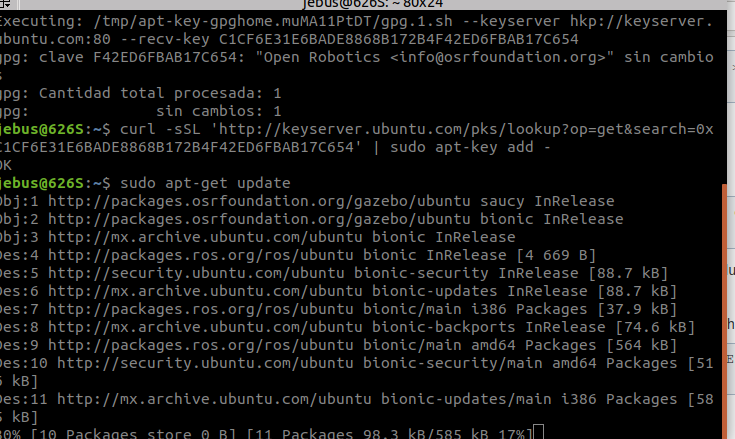 jebus@626S: ~ 80x24
Executing: /tmp/apt-key-gpghome.muMA11PtDT/gpg.1.sh --keyserver hkp://keyserver.
ubuntu.com:80 --recv-key C1CF6E31E6BADE8868B172B4F42ED6FBAB17C654
gpg: clave F42ED6FBAB17C654: "Open Robotics <info@osrfoundation.org>" sin cambio
s
gpg: Cantidad total procesada: 1
gpg:              sin cambios: 1
jebus@626S:~$ curl -sSL 'http://keyserver.ubuntu.com/pks/lookup?op=get&search=0x
C1CF6E31E6BADE8868B172B4F42ED6FBAB17C654' | sudo apt-key add -
OK
jebus@626S:~$ sudo apt-get update
Obj:1 http://packages.osrfoundation.org/gazebo/ubuntu saucy InRelease
Obj:2 http://packages.osrfoundation.org/gazebo/ubuntu bionic InRelease
Obj:3 http://mx.archive.ubuntu.com/ubuntu bionic InRelease
Des:4 http://packages.ros.org/ros/ubuntu bionic InRelease [4 669 B]
Des:5 http://security.ubuntu.com/ubuntu bionic-security InRelease [88.7 kB]
Des:6 http://mx.archive.ubuntu.com/ubuntu bionic-updates InRelease [88.7 kB]
Des:7 http://packages.ros.org/ros/ubuntu bionic/main i386 Packages [37.9 kB]
Des:8 http://mx.archive.ubuntu.com/ubuntu bionic-backports InRelease [74.6 kB]
Des:9 http://packages.ros.org/ros/ubuntu bionic/main amd64 Packages [564 kB]
Des:10 http://security.ubuntu.com/ubuntu bionic-security/main amd64 Packages [51
6 kB]
Des:11 http://mx.archive.ubuntu.com/ubuntu bionic-updates/main i386 Packages [58
5 kB]
30% [10 Packages store 0 B] [11 Packages 98.3 kB/585 kB 17%]